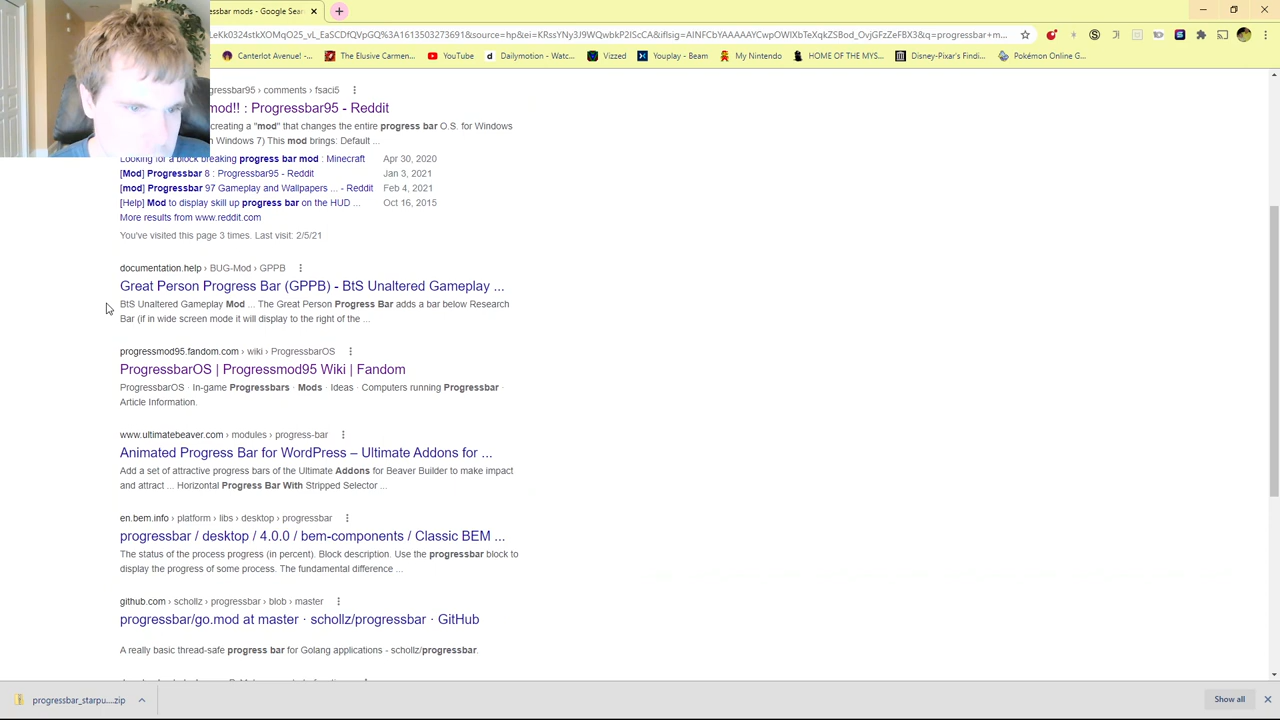 ssbar mods - Google Sea
LeKk0324stkXOMqO25_vL_EaSCDfQVpGQ%3A1613503273691&source=hp&ei=KRssYNy3J9WQwbkP2IScCA&iflsig=AINFCbYAAAAAYCwpOWIXbTeXqkZSBod_OvjGFzZeFBX3&q=progressbar+m...
Canterlot Avenue!...
The Elusive Carmen...
YouTube
Dailymotion - Watc...
Vizzed
Youplay - Beam
My Nintendo
HOME OF THE MYS...
Disney-Pixar's Findi...
Pokémon Online G...
gressbar95 › comments › fsaci5
mod!! : Progressbar95 - Reddit
creating a "mod" that changes the entire progress bar O.S. for Windows
n Windows 7) This mod brings: Default ...
Looking for a block breaking progress bar mod : Minecraft Apr 30, 2020
[Mod] Progressbar 8 : Progressbar95 - Reddit Jan 3, 2021
[mod] Progressbar 97 Gameplay and Wallpapers ... - Reddit Feb 4, 2021
[Help] Mod to display skill up progress bar on the HUD ... Oct 16, 2015
More results from www.reddit.com
You've visited this page 3 times. Last visit: 2/5/21
documentation.help › BUG-Mod › GPPB
Great Person Progress Bar (GPPB) - BtS Unaltered Gameplay ...
BtS Unaltered Gameplay Mod ... The Great Person Progress Bar adds a bar below Research
Bar (if in wide screen mode it will display to the right of the ...
progressmod95.fandom.com › wiki › ProgressbarOS
ProgressbarOS | Progressmod95 Wiki | Fandom
ProgressbarOS · In-game Progressbars · Mods · Ideas · Computers running Progressbar ·
Article Information.
www.ultimatebeaver.com › modules › progress-bar
Animated Progress Bar for WordPress – Ultimate Addons for ...
Add a set of attractive progress bars of the Ultimate Addons for Beaver Builder to make impact
and attract ... Horizontal Progress Bar With Stripped Selector ...
en.bem.info › platform › libs › desktop › progressbar
progressbar / desktop / 4.0.0 / bem-components / Classic BEM ...
The status of the process progress (in percent). Block description. Use the progressbar block to
display the progress of some process. The fundamental difference ...
github.com › schollz › progressbar › blob › master
progressbar/go.mod at master · schollz/progressbar · GitHub
A really basic thread-safe progress bar for Golang applications - schollz/progressbar.
progressbar_starpu....zip
Show all